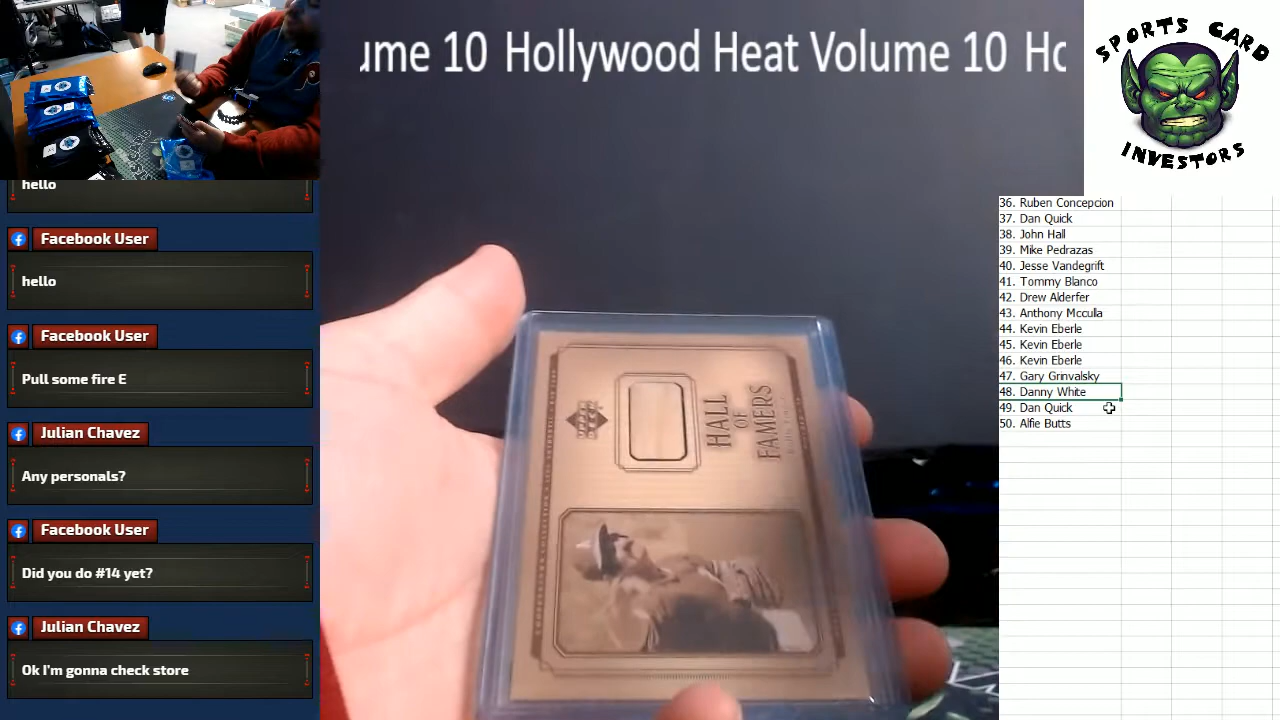 ume 10 Hollywood Heat Volume 10 Ho
SPORTS CARD
INVESTORS
hello
Facebook User
hello
Facebook User
Pull some fire E
Julian Chavez
Any personals?
Facebook User
Did you do #14 yet?
Julian Chavez
Ok I'm gonna check store
HALL
OF
FAMERS
UPPER
DECK
36. Ruben Concepcion
37. Dan Quick
38. John Hall
39. Mike Pedrazas
40. Jesse Vandegrift
41. Tommy Blanco
42. Drew Alderfer
43. Anthony Mcculla
44. Kevin Eberle
45. Kevin Eberle
46. Kevin Eberle
47. Gary Grinvalsky
48. Danny White
49. Dan Quick
50. Alfie Butts